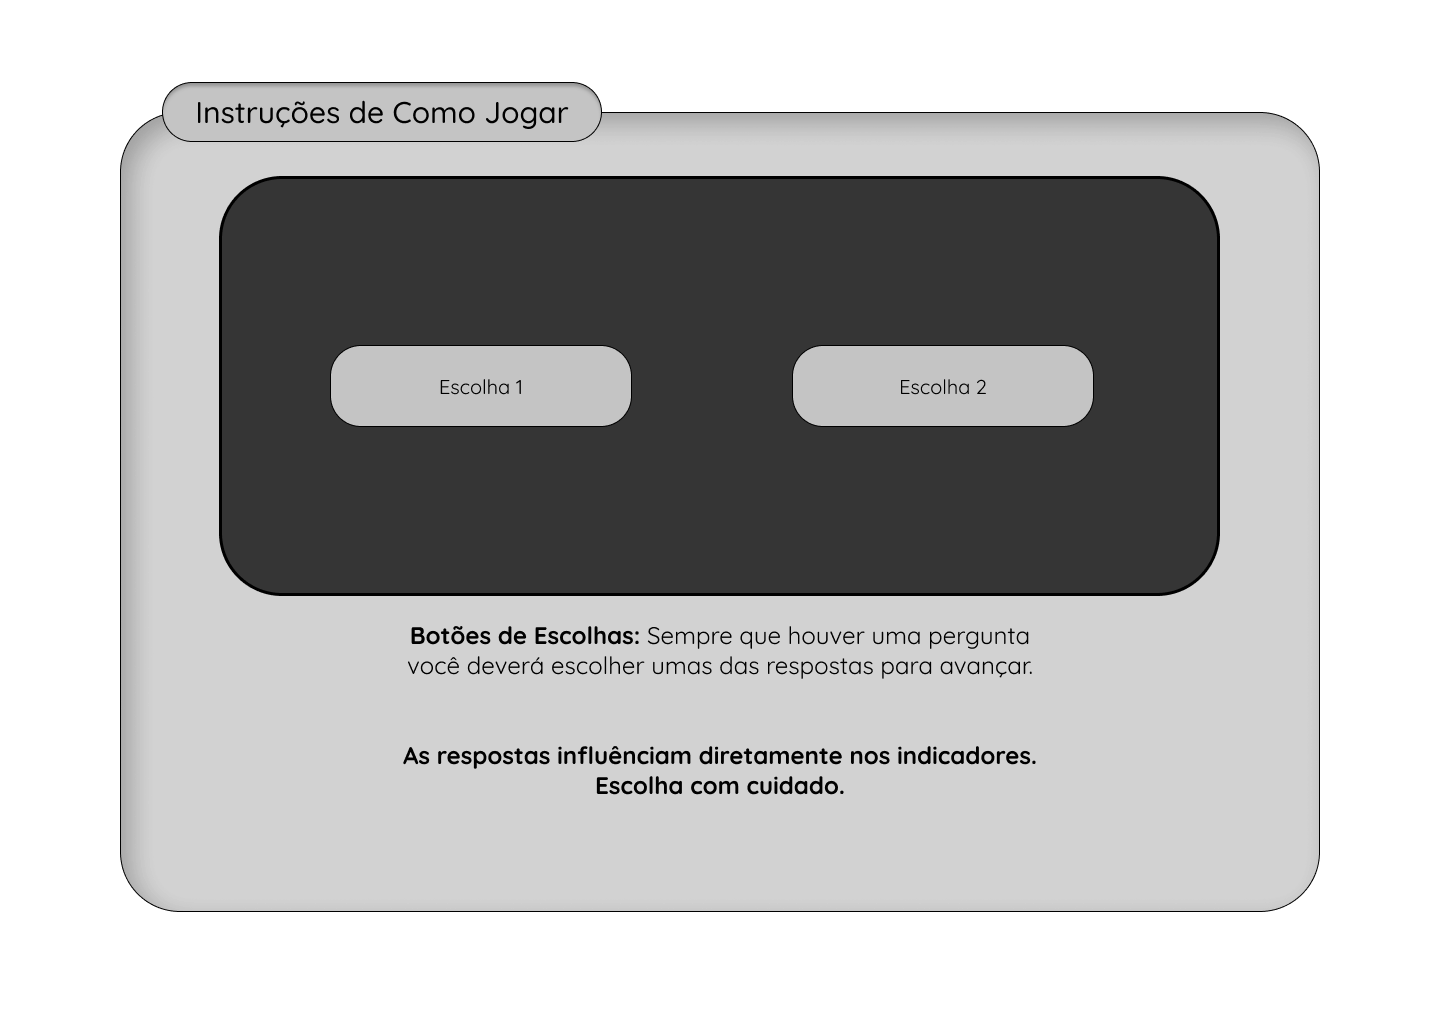 Instruções de Como Jogar
Escolha 1
Escolha 2
Botões de Escolhas: Sempre que houver uma pergunta
você deverá escolher umas das respostas para avançar.
As respostas influênciam diretamente nos indicadores.
Escolha com cuidado.